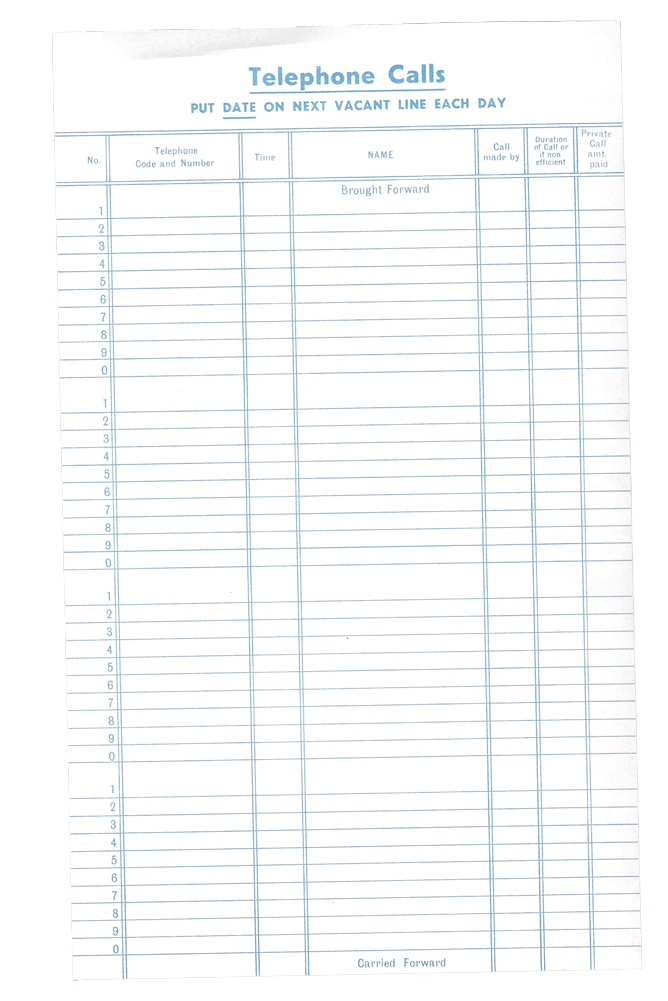 Telephone Calls
PUT DATE ON NEXT VACANT LINE EACH DAY
No.
Telephone
Code and Number
Time
NAME
Call
made by
Duration
of Call or
if non
efficient
Private
Call
amt.
paid
Brought Forward
1
2
3
4
5
6
7
8
9
0
1
2
3
4
5
6
7
8
9
0
1
2
3
4
5
6
7
8
9
0
1
2
3
4
5
6
7
8
9
0
Carried Forward